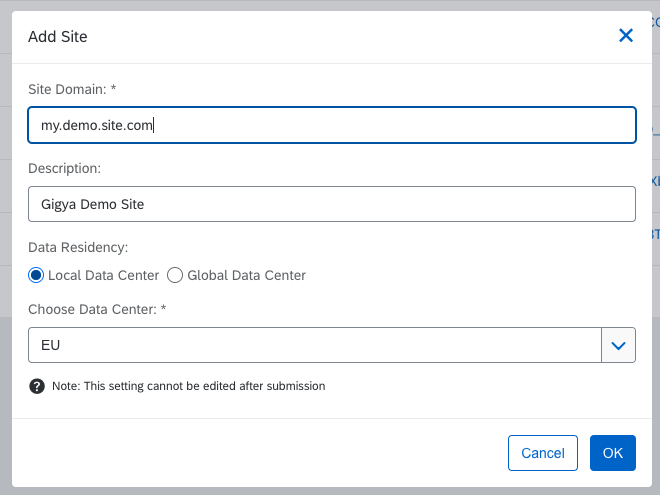 Add Site
Site Domain: *
my.demo.site.com
Description:
Gigya Demo Site
Data Residency:
Local Data Center Global Data Center
Choose Data Center: *
EU
Note: This setting cannot be edited after submission
Cancel OK